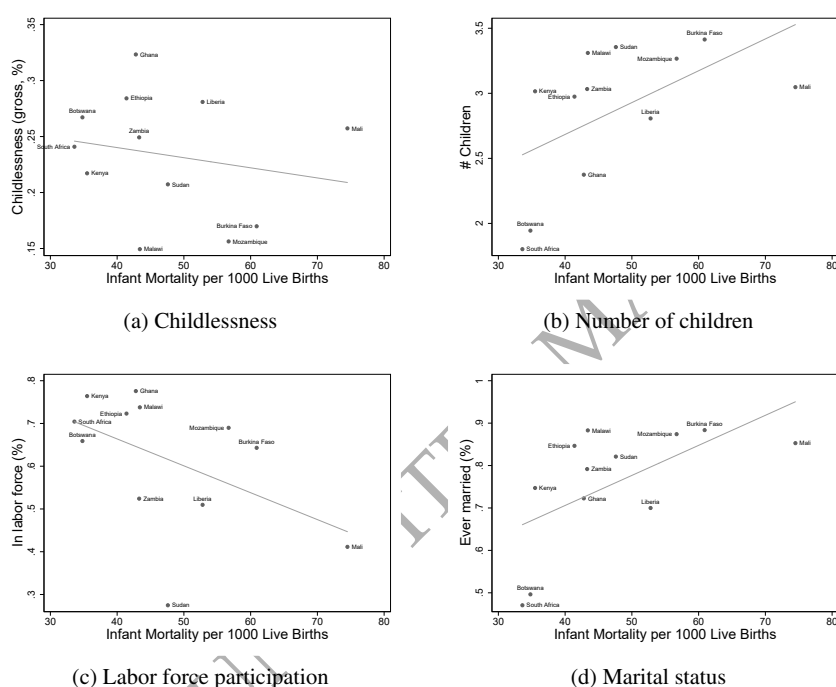 Childlessness (gross, %)
.15 .2 .25 .3 .35
Ghana
Ethiopia
Liberia
Botswana
Zambia
Mali
South Africa
Kenya
Sudan
Burkina Faso
Mozambique
Malawi
30 40 50 60 70 80
Infant Mortality per 1000 Live Births
(a) Childlessness
# Children
2 2.5 3 3.5
Burkina Faso
Sudan
Malawi
Mozambique
Kenya
Zambia
Mali
Ethiopia
Liberia
Ghana
Botswana
South Africa
30 40 50 60 70 80
Infant Mortality per 1000 Live Births
(b) Number of children
In labor force (%)
.3 .4 .5 .6 .7 .8
Ghana
Kenya
Malawi
Ethiopia
South Africa
Mozambique
Botswana
Burkina Faso
Zambia
Liberia
Mali
Sudan
30 40 50 60 70 80
Infant Mortality per 1000 Live Births
(c) Labor force participation
Ever married (%)
.5 .6 .7 .8 .9 1
Burkina Faso
Malawi
Mozambique
Ethiopia
Mali
Sudan
Zambia
Kenya
Ghana
Liberia
Botswana
South Africa
30 40 50 60 70 80
Infant Mortality per 1000 Live Births
(d) Marital status